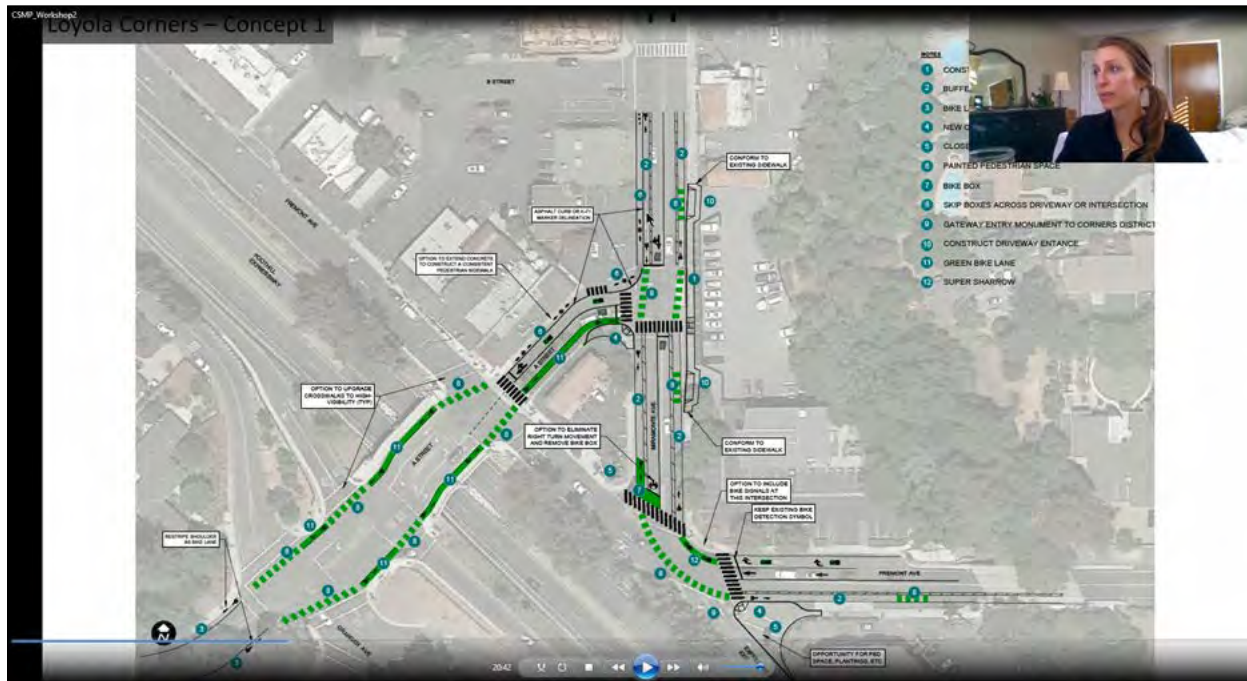 CSMP_Workshop2
Loyola Corners – Concept 1
B STREET
NOTES
1 CONST
2 BUFFE
3 BIKE L
4 NEW C
5 CLOSE
6 PAINTED PEDESTRIAN SPACE
7 BIKE BOX
8 SKIP BOXES ACROSS DRIVEWAY OR INTERSECTION
9 GATEWAY ENTRY MONUMENT TO CORNERS DISTRICT
10 CONSTRUCT DRIVEWAY ENTANCE
11 GREEN BIKE LANE
12 SUPER SHARROW
CONFORM TO
EXISTING SIDEWALK
FREMONT AVE
FOOTHILL
EXPRESSWAY
MARKER DELINEATION
OPTION TO EXTEND CONCRETE
TO CONSTRUCT A CONSISTENT
PEDESTRIAN SIDEWALK
A STREET
OPTION TO UPGRADE
CROSSWALKS TO HIGH-
VISIBILITY (TYP)
A STREET
MIRAMONTE AVE
OPTION TO ELIMINATE
RIGHT TURN MOVEMENT
AND REMOVE BIKE BOX
CONFORM TO
EXISTING SIDEWALK
OPTION TO INCLUDE
BIKE SIGNALS AT
THIS INTERSECTION
KEEP EXISTING BIKE
DETECTION SYMBOL
RESTRIPE SHOULDER
AS BIKE LANE
FREMONT AVE
OPPORTUNITY FOR PED
SPACE, PLANTINGS, ETC
N
20:42